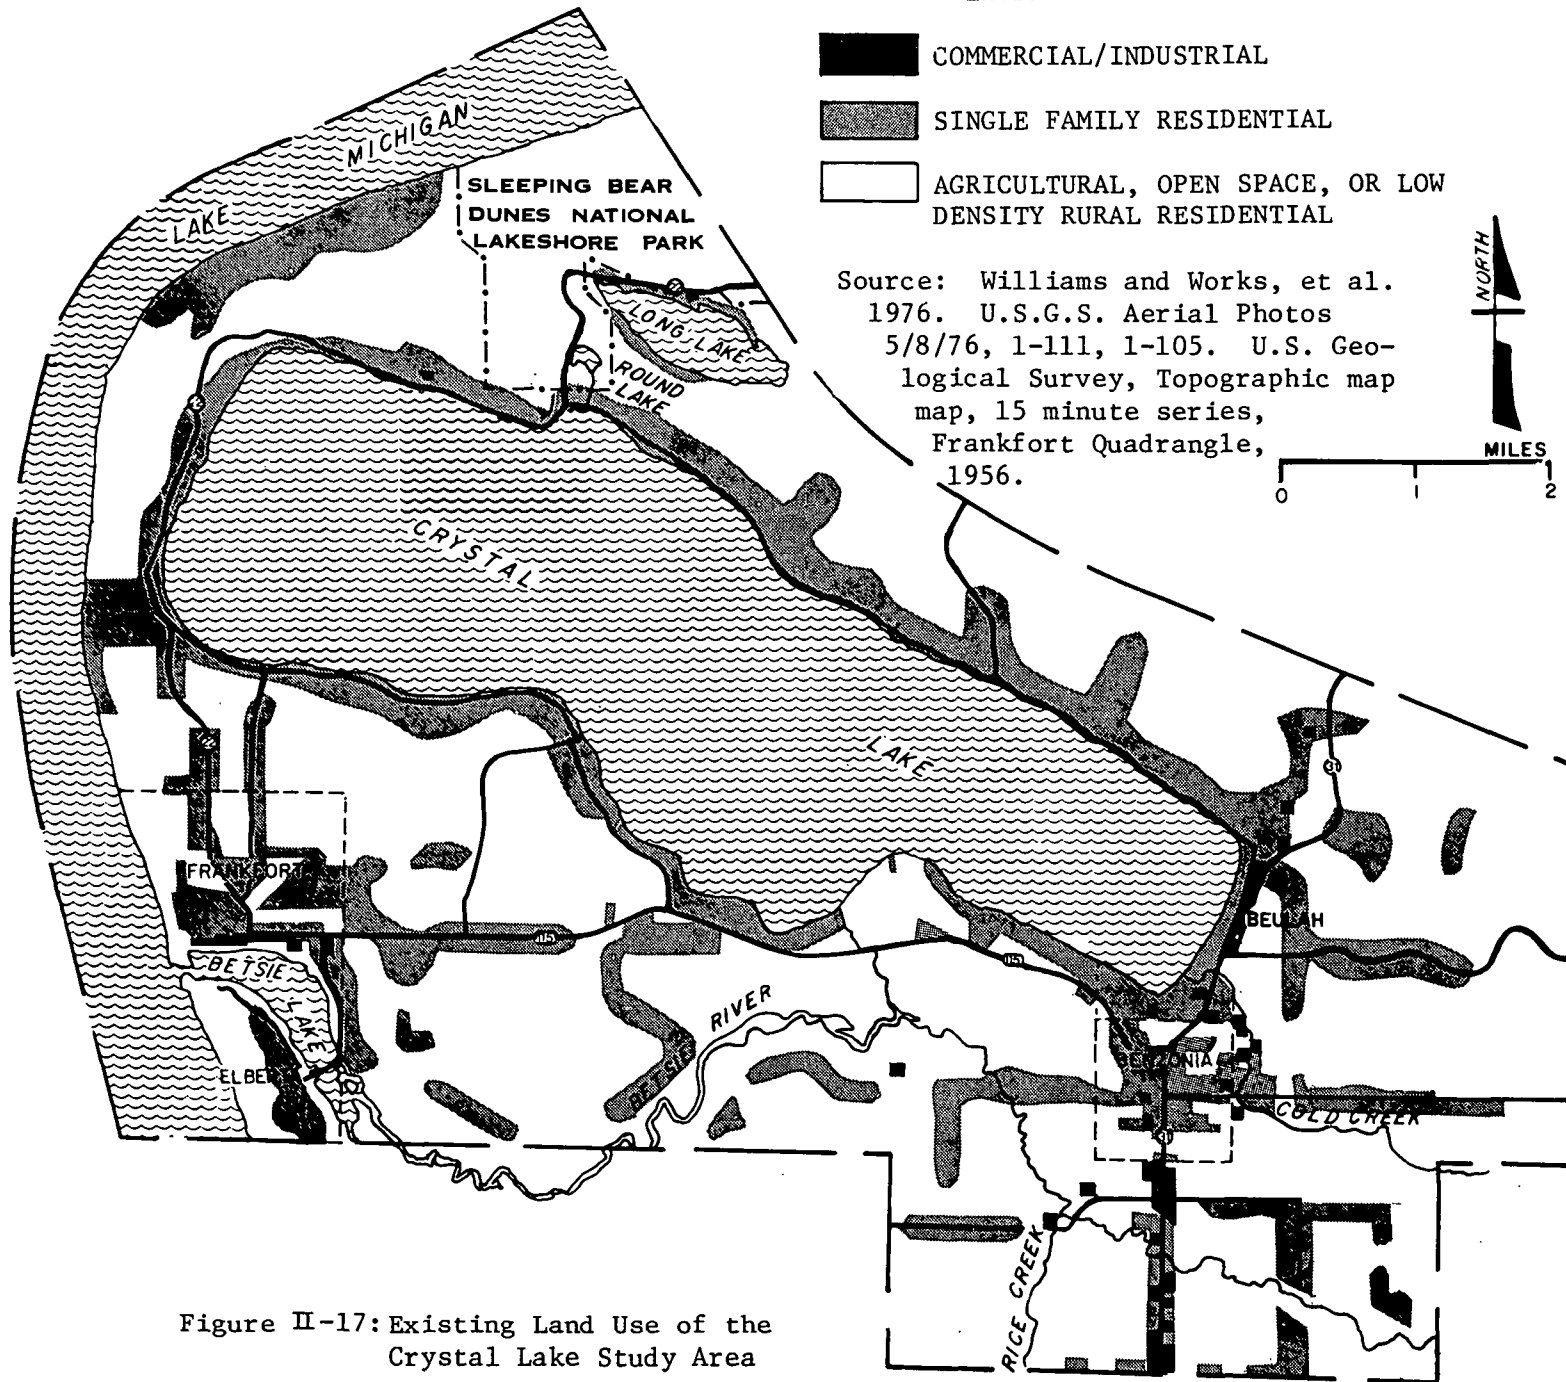 COMMERCIAL/INDUSTRIAL
SINGLE FAMILY RESIDENTIAL
AGRICULTURAL, OPEN SPACE, OR LOW
DENSITY RURAL RESIDENTIAL
Source: Williams and Works, et al.
1976. U.S.G.S. Aerial Photos
5/8/76, 1-111, 1-105. U.S. Geo-
logical Survey, Topographic map
map, 15 minute series,
Frankfort Quadrangle,
1956.
NORTH
MILES
0 1 2
LAKE MICHIGAN
SLEEPING BEAR
DUNES NATIONAL
LAKESHORE PARK
LONG LAKE
ROUND
LAKE
22
CRYSTAL LAKE
31
FRANKFORT
BEULAH
115
115
BETSIE LAKE
BETSIE RIVER
ELBE
BENZONIA
COLD CREEK
31
RICE CREEK
Figure II-17: Existing Land Use of the
Crystal Lake Study Area